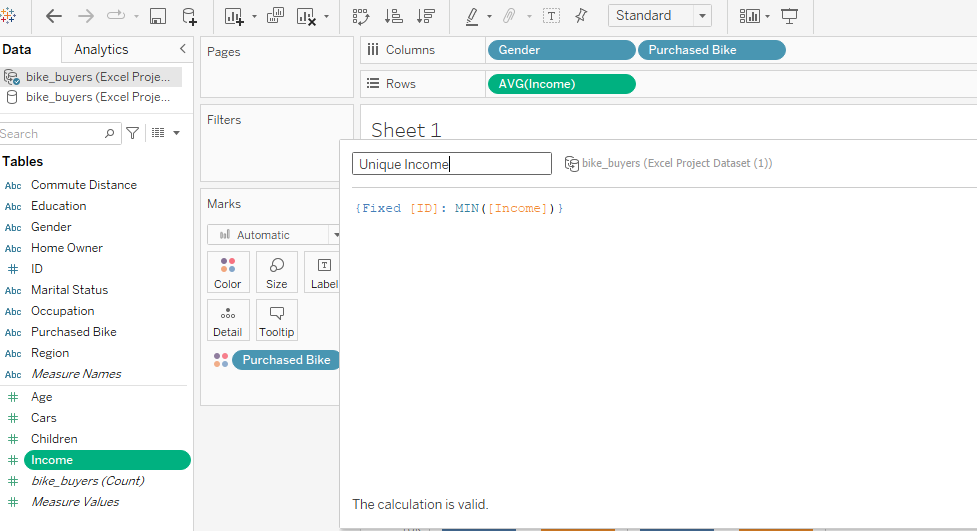 Standard
Data
Analytics
bike_buyers (Excel Proje...
bike_buyers (Excel Proje...
Search
Tables
Abc Commute Distance
Abc Education
Abc Gender
Abc Home Owner
# ID
Abc Marital Status
Abc Occupation
Abc Purchased Bike
Abc Region
Abc Measure Names
# Age
# Cars
# Children
# Income
# bike_buyers (Count)
# Measure Values
Pages
Filters
Marks
Automatic
Color
Size
Label
Detail
Tooltip
Purchased Bike
Columns
Gender
Purchased Bike
Rows
AVG(Income)
Sheet 1
Unique Income
bike_buyers (Excel Project Dataset (1))
{Fixed [ID]: MIN([Income])}
The calculation is valid.